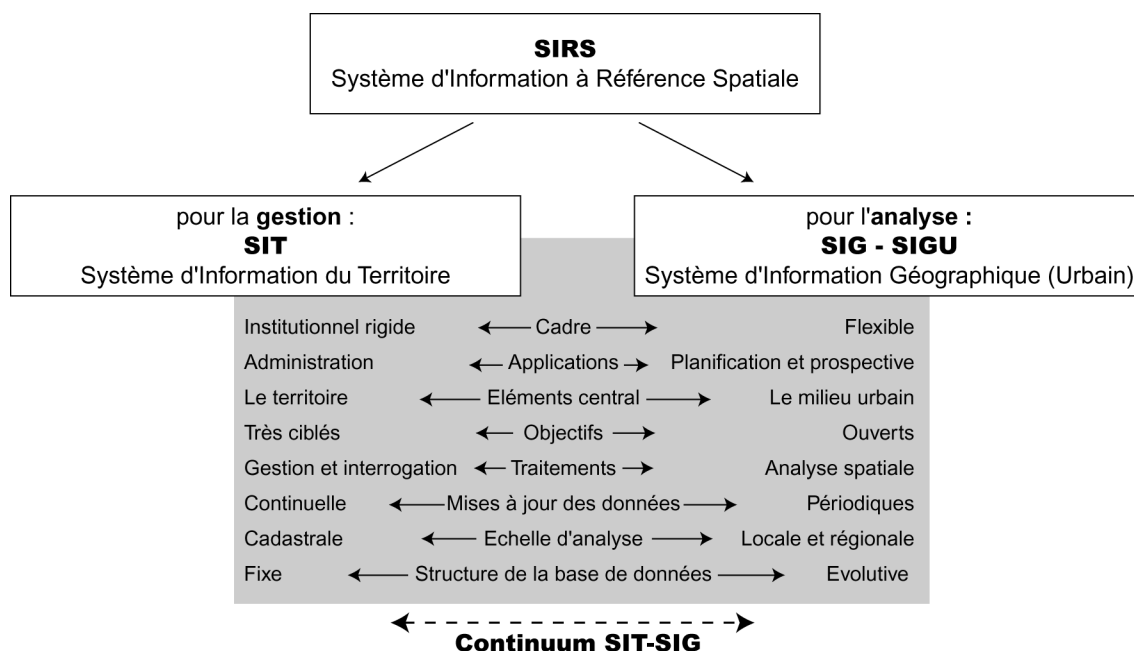 SIRS
Système d'Information à Référence Spatiale
pour la gestion :
SIT
Système d'Information du Territoire
pour l'analyse :
SIG - SIGU
Système d'Information Géographique (Urbain)
Institutionnel rigide Cadre Flexible
Administration Applications Planification et prospective
Le territoire Eléments central Le milieu urbain
Très ciblés Objectifs Ouverts
Gestion et interrogation Traitements Analyse spatiale
Continuelle Mises à jour des données Périodiques
Cadastrale Echelle d'analyse Locale et régionale
Fixe Structure de la base de données Evolutive
Continuum SIT-SIG